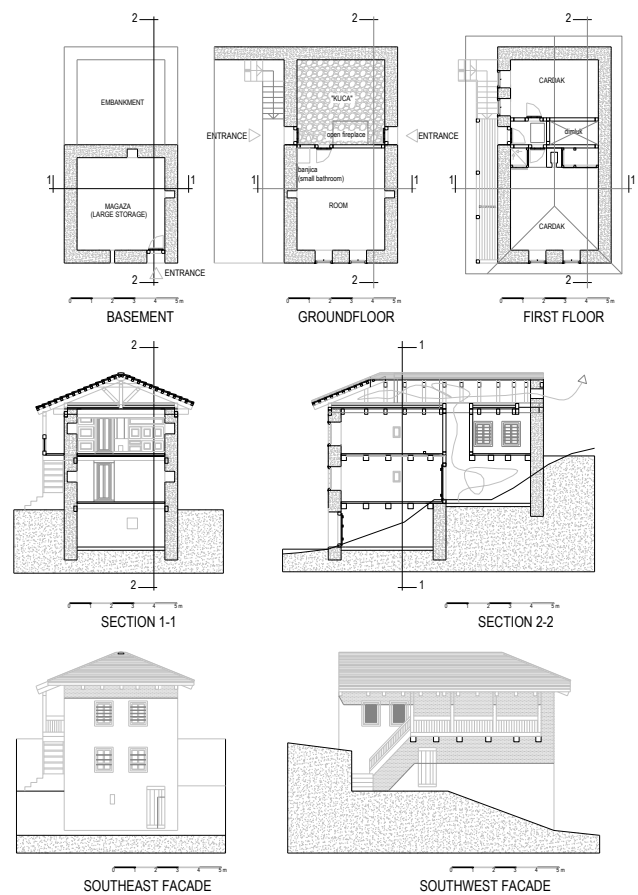 2
2
2
EMBANKMENT
"KUCA"
CARDAK
ENTRANCE
open fireplace
ENTRANCE
dimluk
banjica
(small bathroom)
1
1
1
1
1
1
MAGAZA
(LARGE STORAGE)
ROOM
CARDAK
2
ENTRANCE
2
2
0 1 2 3 4 5 m
0 1 2 3 4 5 m
0 1 2 3 4 5 m
BASEMENT
GROUNDFLOOR
FIRST FLOOR
2
1
2
1
0 1 2 3 4 5 m
0 1 2 3 4 5 m
SECTION 1-1
SECTION 2-2
0 1 2 3 4 5 m
0 1 2 3 4 5 m
SOUTHEAST FACADE
SOUTHWEST FACADE